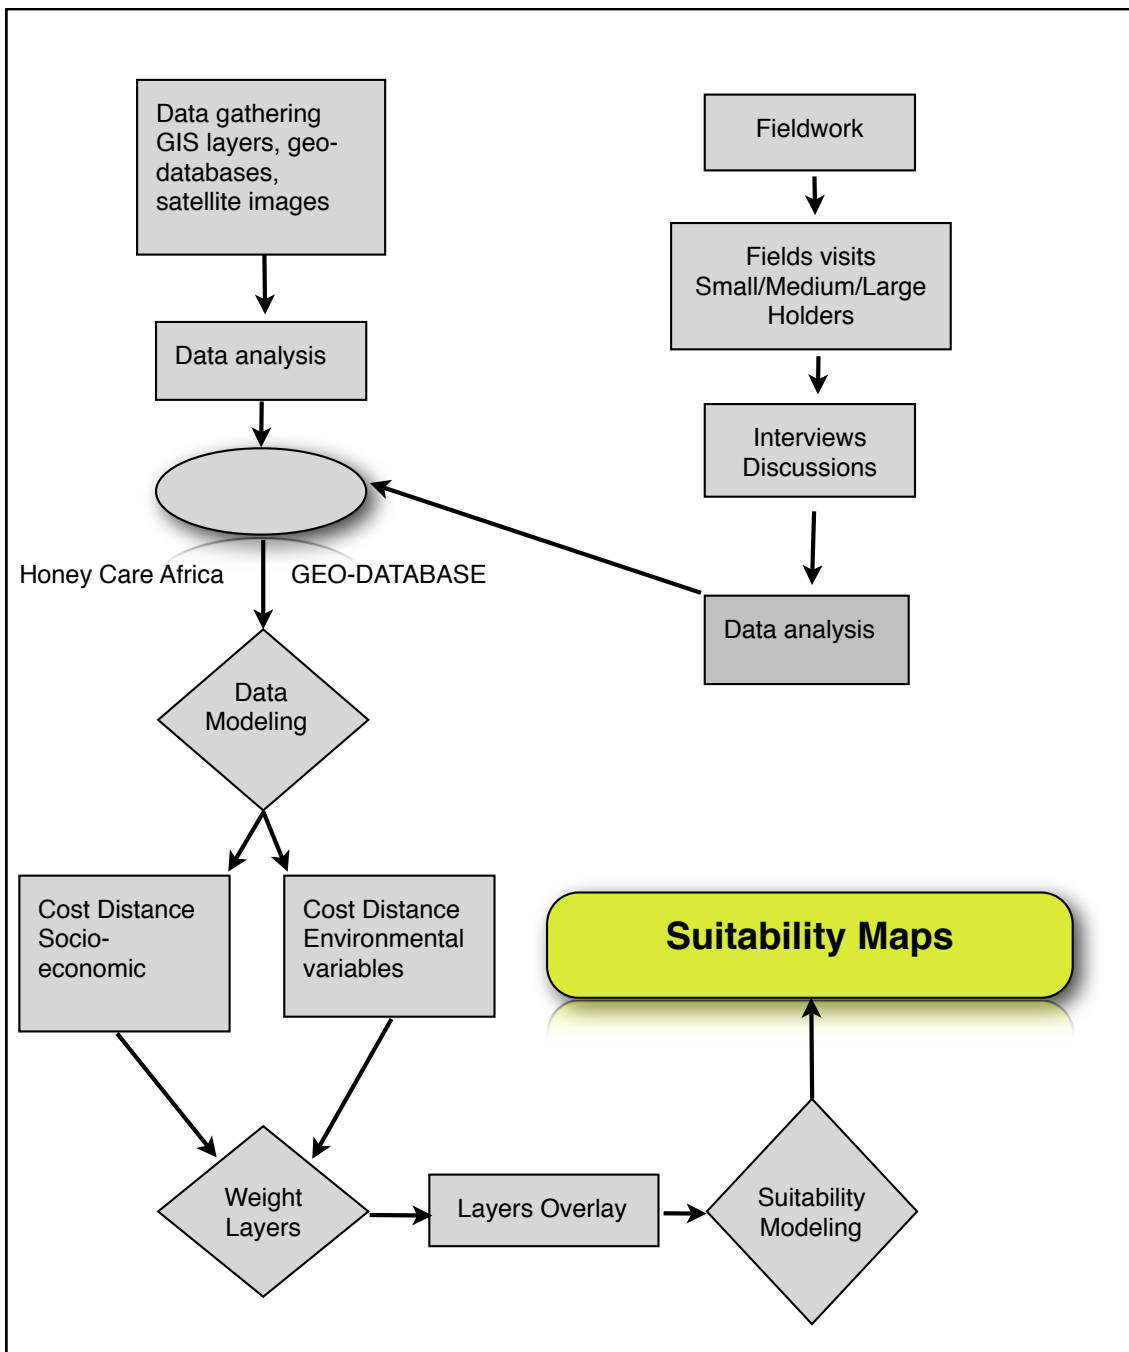 Data gathering
GIS layers, geo-
databases,
satellite images
Fieldwork
Fields visits
Small/Medium/Large
Holders
Data analysis
Interviews
Discussions
Honey Care Africa
GEO-DATABASE
Data analysis
Data
Modeling
Cost Distance
Socio-
economic
Cost Distance
Environmental
variables
Suitability Maps
Weight
Layers
Layers Overlay
Suitability
Modeling